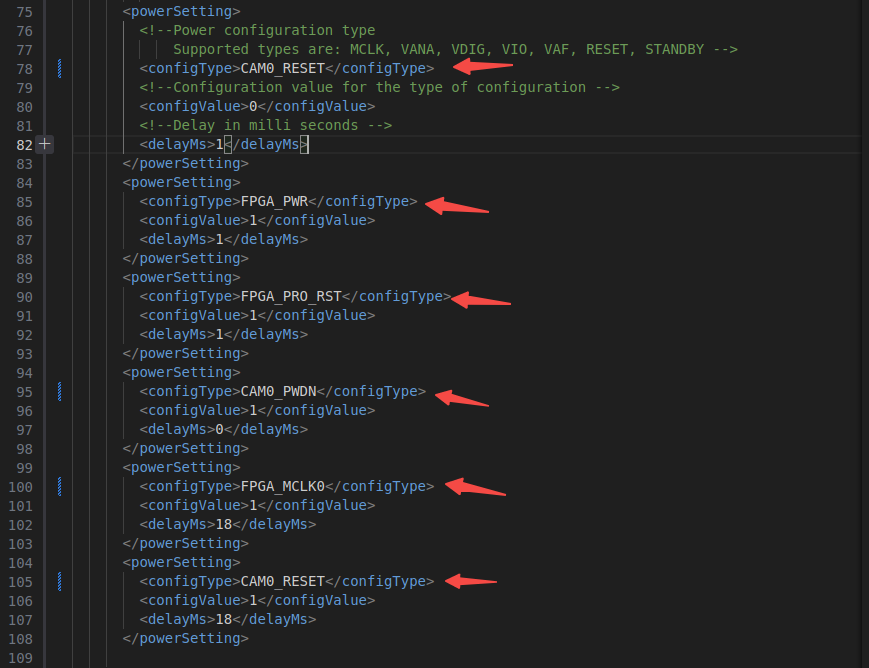 75 <powerSetting>
76 <!--Power configuration type
77 Supported types are: MCLK, VANA, VDIG, VIO, VAF, RESET, STANDBY -->
78 <configType>CAM0_RESET</configType>
79 <!--Configuration value for the type of configuration -->
80 <configValue>0</configValue>
81 <!--Delay in milli seconds -->
82 <delayMs>1</delayMs>
83 </powerSetting>
84 <powerSetting>
85 <configType>FPGA_PWR</configType>
86 <configValue>1</configValue>
87 <delayMs>1</delayMs>
88 </powerSetting>
89 <powerSetting>
90 <configType>FPGA_PRO_RST</configType>
91 <configValue>1</configValue>
92 <delayMs>1</delayMs>
93 </powerSetting>
94 <powerSetting>
95 <configType>CAM0_PWDN</configType>
96 <configValue>1</configValue>
97 <delayMs>0</delayMs>
98 </powerSetting>
99 <powerSetting>
100 <configType>FPGA_MCLK0</configType>
101 <configValue>1</configValue>
102 <delayMs>18</delayMs>
103 </powerSetting>
104 <powerSetting>
105 <configType>CAM0_RESET</configType>
106 <configValue>1</configValue>
107 <delayMs>18</delayMs>
108 </powerSetting>
109